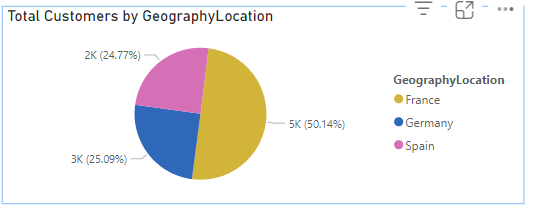 Total Customers by GeographyLocation
2K (24.77%)
5K (50.14%)
3K (25.09%)
GeographyLocation
France
Germany
Spain